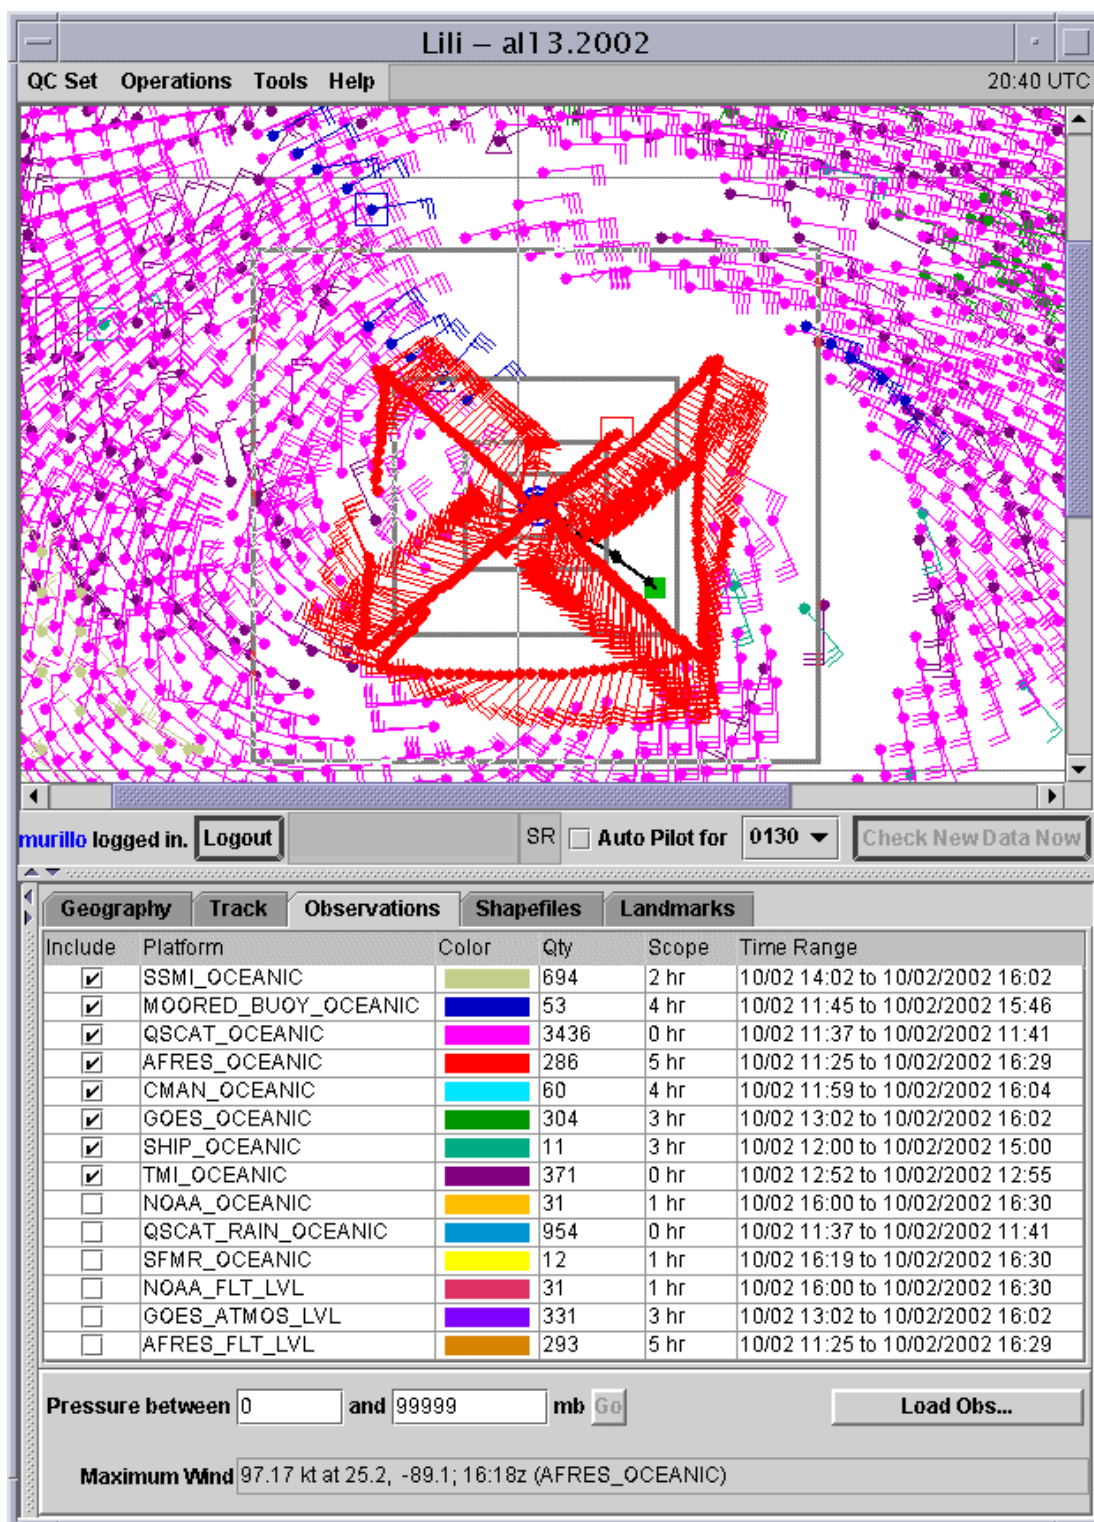 Lili – al13.2002
QC Set Operations Tools Help 20:40 UTC
murillo logged in. Logout SR Auto Pilot for 0130 Check New Data Now
Geography Track Observations Shapefiles Landmarks
Include Platform Color Qty Scope Time Range
SSMI_OCEANIC 694 2 hr 10/02 14:02 to 10/02/2002 16:02
MOORED_BUOY_OCEANIC 53 4 hr 10/02 11:45 to 10/02/2002 15:46
QSCAT_OCEANIC 3436 0 hr 10/02 11:37 to 10/02/2002 11:41
AFRES_OCEANIC 286 5 hr 10/02 11:25 to 10/02/2002 16:29
CMAN_OCEANIC 60 4 hr 10/02 11:59 to 10/02/2002 16:04
GOES_OCEANIC 304 3 hr 10/02 13:02 to 10/02/2002 16:02
SHIP_OCEANIC 11 3 hr 10/02 12:00 to 10/02/2002 15:00
TMI_OCEANIC 371 0 hr 10/02 12:52 to 10/02/2002 12:55
NOAA_OCEANIC 31 1 hr 10/02 16:00 to 10/02/2002 16:30
QSCAT_RAIN_OCEANIC 954 0 hr 10/02 11:37 to 10/02/2002 11:41
SFMR_OCEANIC 12 1 hr 10/02 16:19 to 10/02/2002 16:30
NOAA_FLT_LVL 31 1 hr 10/02 16:00 to 10/02/2002 16:30
GOES_ATMOS_LVL 331 3 hr 10/02 13:02 to 10/02/2002 16:02
AFRES_FLT_LVL 293 5 hr 10/02 11:25 to 10/02/2002 16:29
Pressure between 0 and 99999 mb Go Load Obs...
Maximum Wind 97.17 kt at 25.2, -89.1; 16:18z (AFRES_OCEANIC)